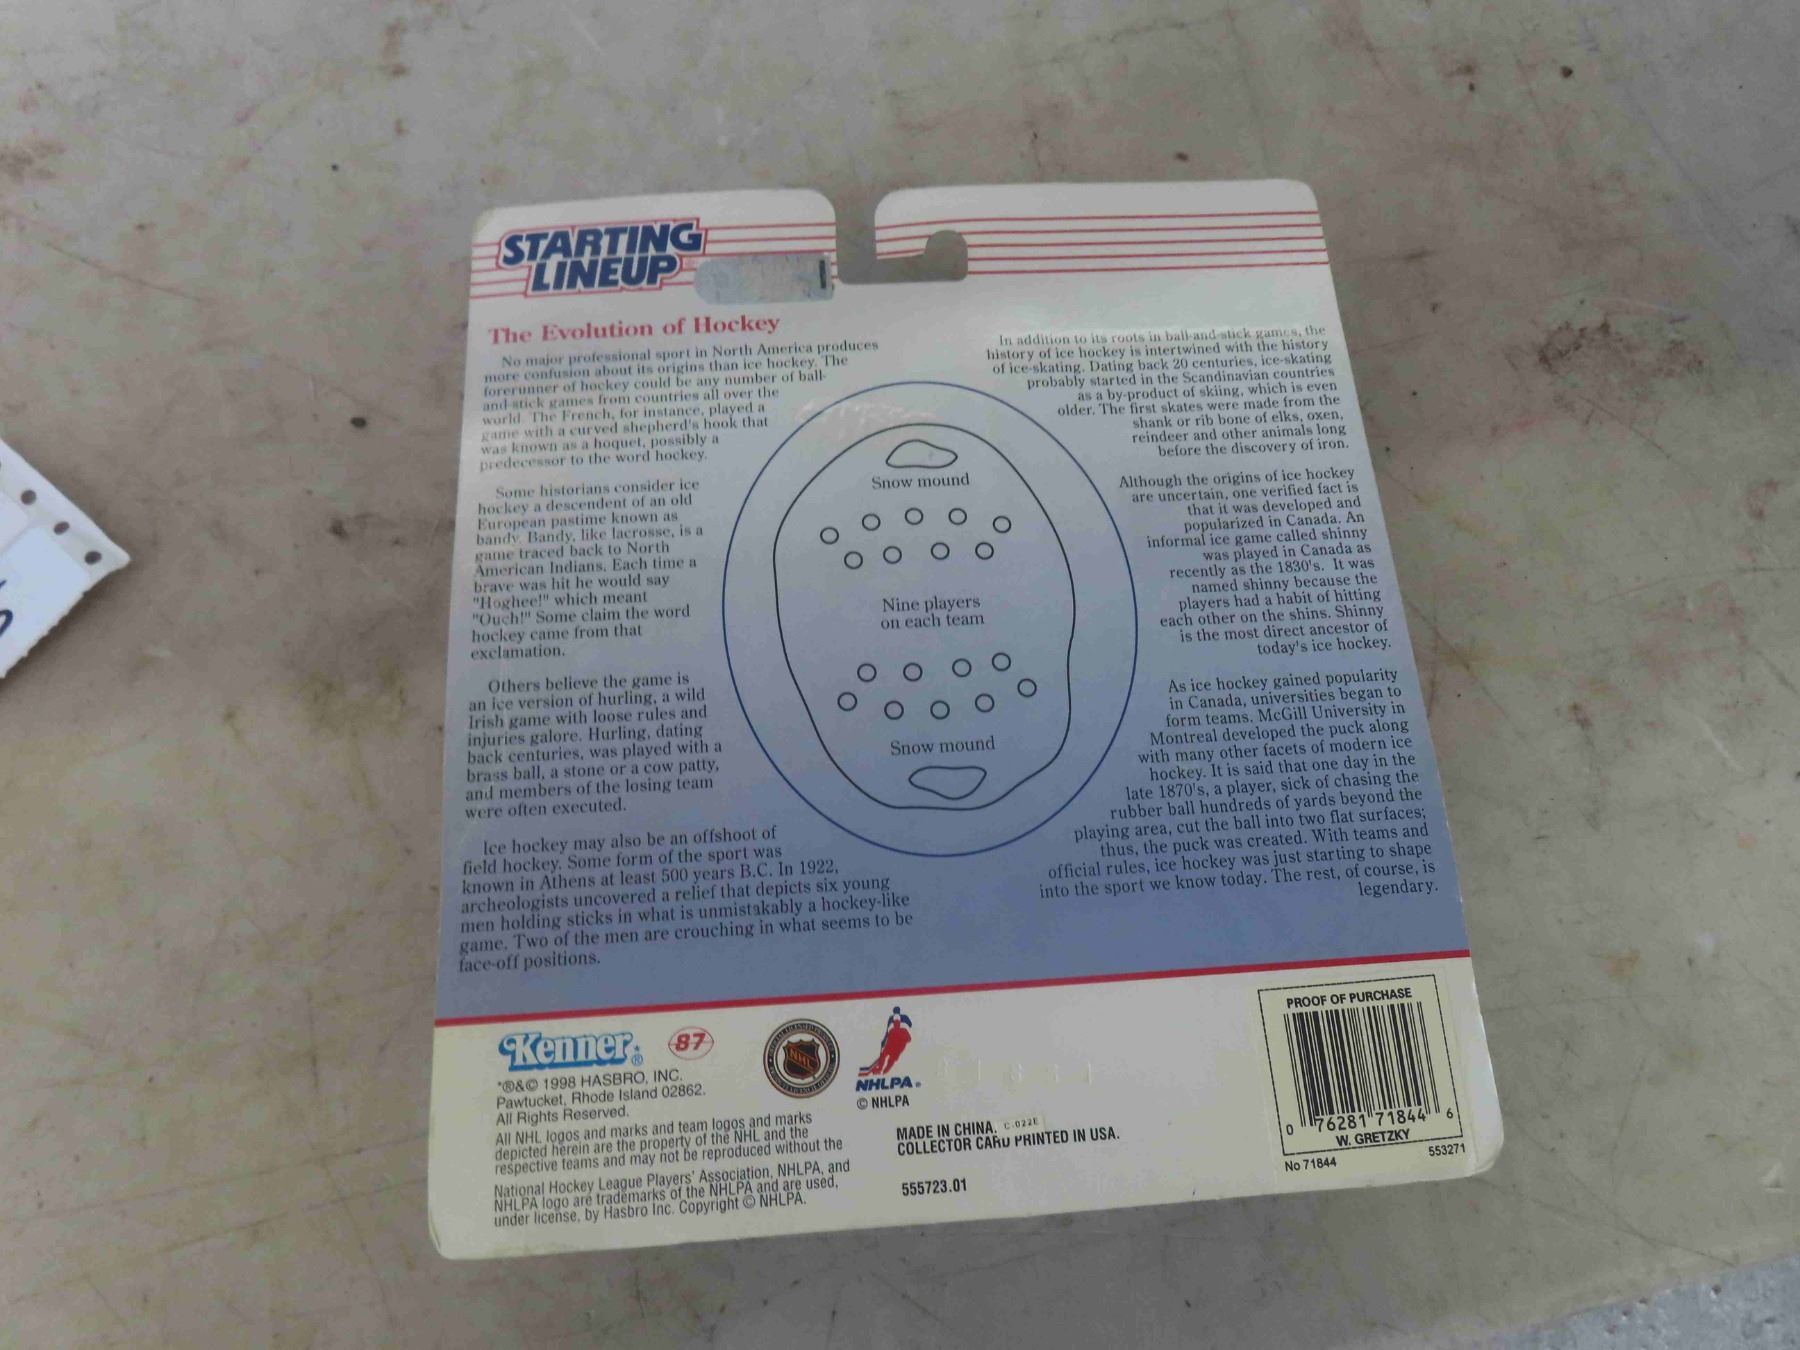 STARTING
LINEUP
The Evolution of Hockey
No major professional sport in North America produces
more confusion about its origins than ice hockey. The
forerunner of hockey could be any number of ball-
and-stick games from countries all over the
world. The French, for instance, played a
game with a curved shepherd's hook that
was known as a hoquet, possibly a
predecessor to the word hockey.
Some historians consider ice
hockey a descendent of an old
European pastime known as
bandy. Bandy, like lacrosse, is a
game traced back to North
American Indians. Each time a
brave was hit he would say
"Hoghee!" which meant
"Ouch!" Some claim the word
hockey came from that
exclamation.
Others believe the game is
an ice version of hurling, a wild
Irish game with loose rules and
injuries galore. Hurling, dating
back centuries, was played with a
brass ball, a stone or a cow patty,
and members of the losing team
were often executed.
Ice hockey may also be an offshoot of
field hockey. Some form of the sport was
known in Athens at least 500 years B.C. In 1922,
archeologists uncovered a relief that depicts six young
men holding sticks in what is unmistakably a hockey-like
game. Two of the men are crouching in what seems to be
face-off positions.
Snow mound
Nine players
on each team
Snow mound
In addition to its roots in ball-and-stick games, the
history of ice hockey is intertwined with the history
of ice-skating. Dating back 20 centuries, ice-skating
probably started in the Scandinavian countries
as a by-product of skiing, which is even
older. The first skates were made from the
shank or rib bone of elks, oxen,
reindeer and other animals long
before the discovery of iron.
Although the origins of ice hockey
are uncertain, one verified fact is
that it was developed and
popularized in Canada. An
informal ice game called shinny
was played in Canada as
recently as the 1830's. It was
named shinny because the
players had a habit of hitting
each other on the shins. Shinny
is the most direct ancestor of
today's ice hockey.
As ice hockey gained popularity
in Canada, universities began to
form teams. McGill University in
Montreal developed the puck along
with many other facets of modern ice
hockey. It is said that one day in the
late 1870's, a player, sick of chasing the
rubber ball hundreds of yards beyond the
playing area, cut the ball into two flat surfaces;
thus, the puck was created. With teams and
official rules, ice hockey was just starting to shape
into the sport we know today. The rest, of course, is
legendary.
Kenner®
87
NHL
NHLPA®
© NHLPA
*®&© 1998 HASBRO, INC.
Pawtucket, Rhode Island 02862.
All Rights Reserved.
All NHL logos and marks and team logos and marks
depicted herein are the property of the NHL and the
respective teams and may not be reproduced without the
National Hockey League Players' Association, NHLPA, and
NHLPA logo are trademarks of the NHLPA and are used,
under license, by Hasbro Inc. Copyright © NHLPA.
MADE IN CHINA. C-022E
COLLECTOR CARD PRINTED IN USA.
555723.01
PROOF OF PURCHASE
0 76281 71844 6
W. GRETZKY
No 71844
553271